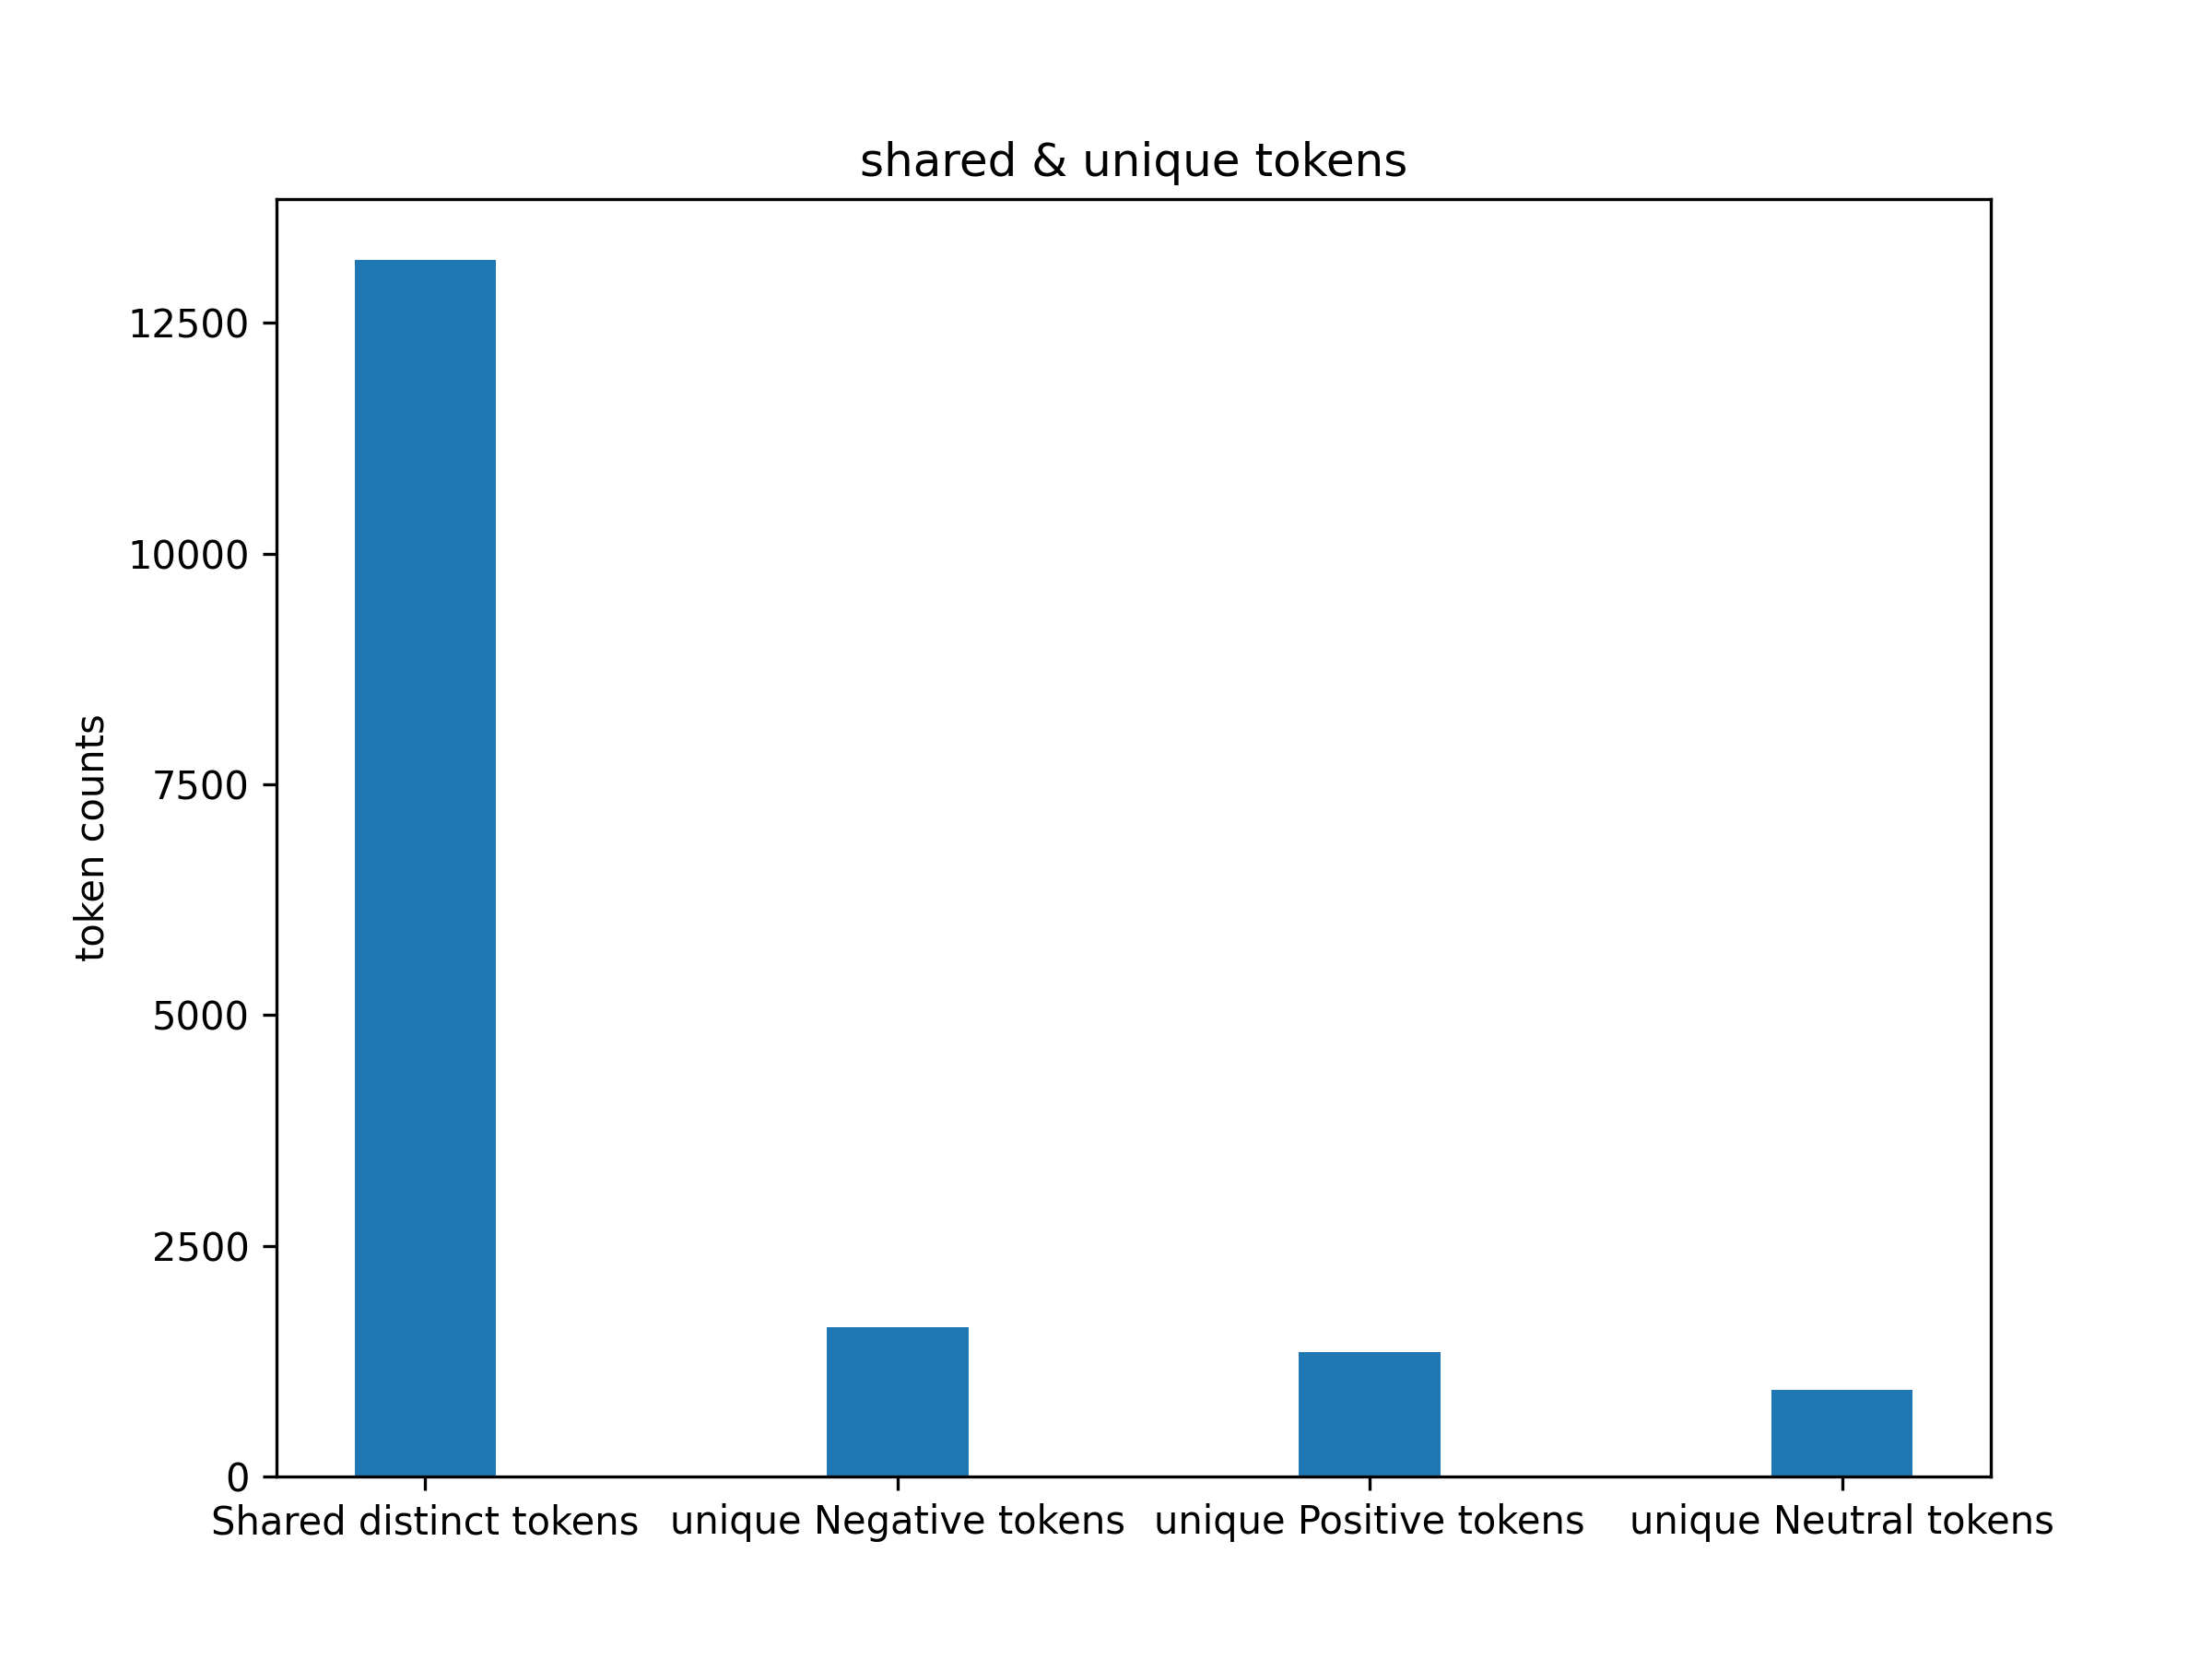 shared & unique tokens
token counts
12500
10000
7500
5000
2500
0
Shared distinct tokens unique Negative tokens unique Positive tokens unique Neutral tokens